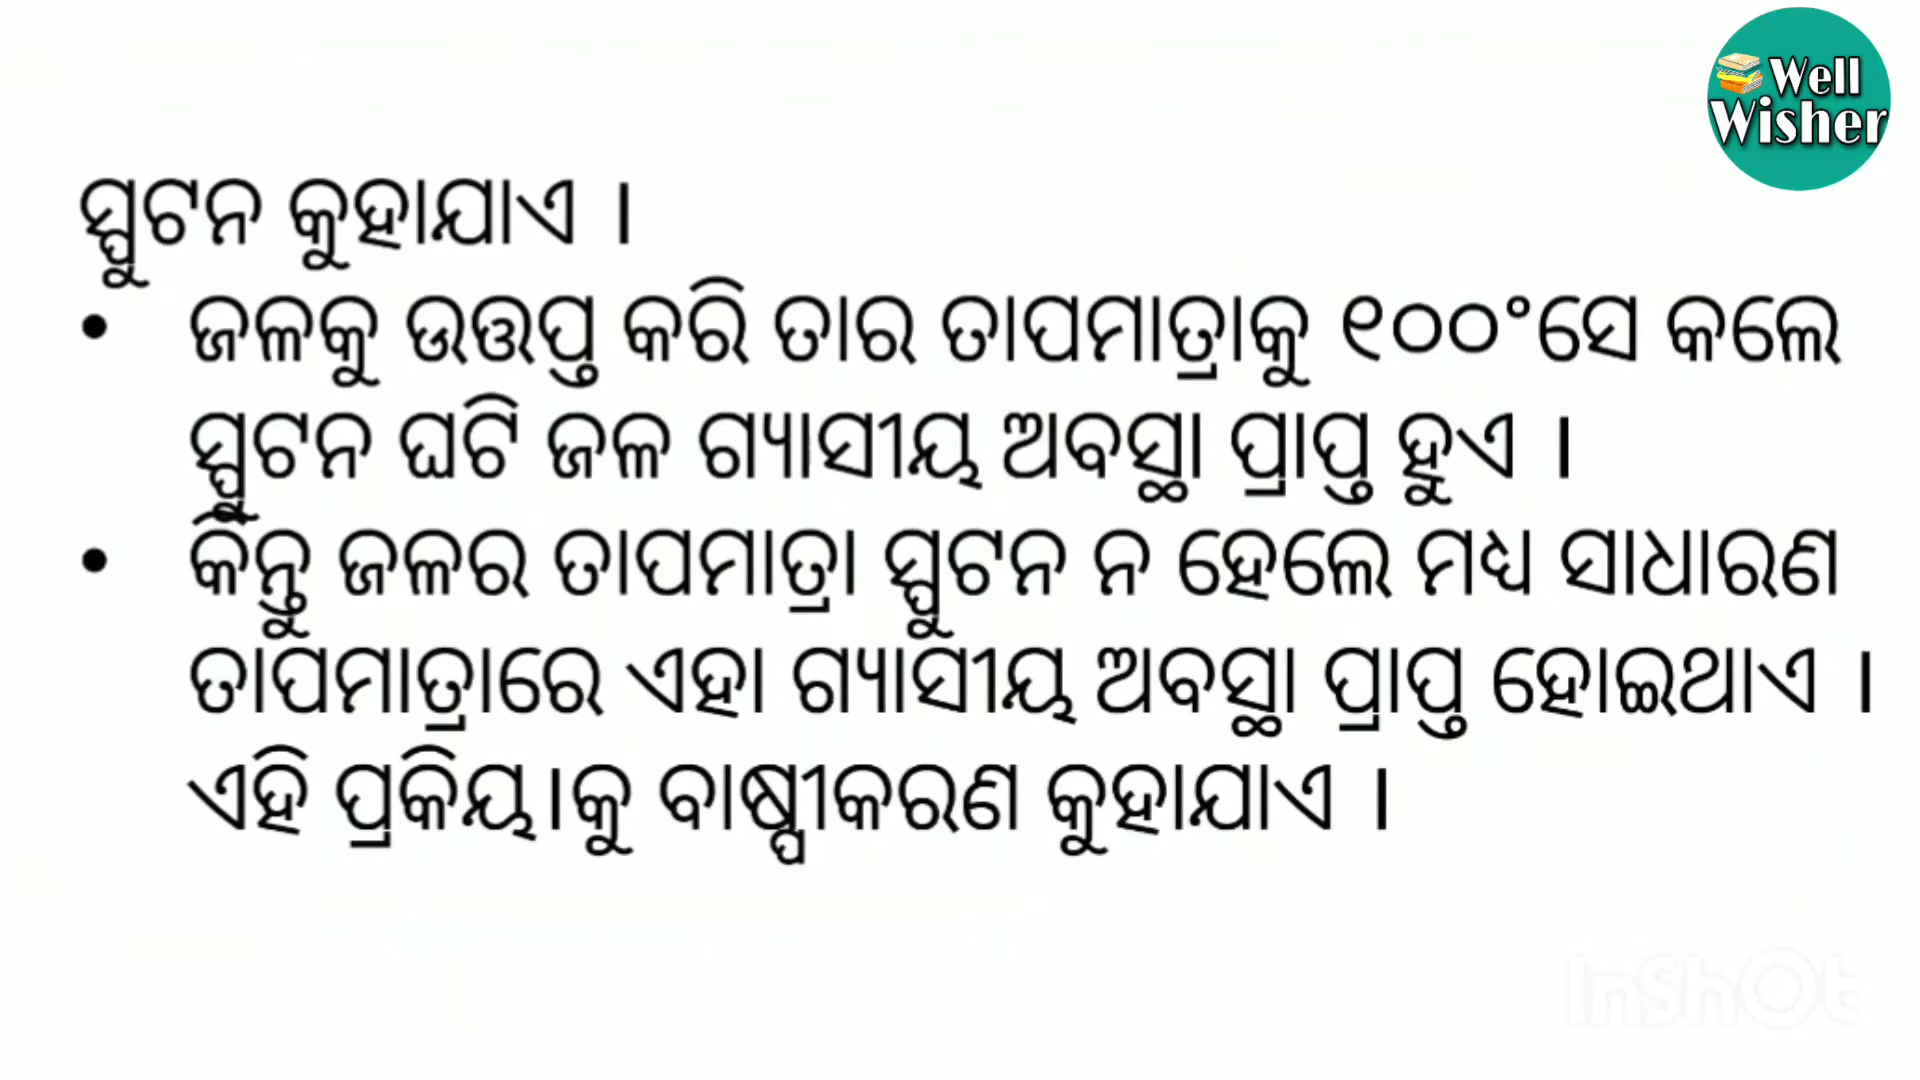 Well
Wisher
ସ୍ପୁଟନ କୁହାଯାଏ ।
• ଜଳକୁ ଉତ୍ତପ୍ତ କରି ତାର ତାପମାତ୍ରାକୁ ୧୦୦°ସେ କଲେ
ସ୍ପୁଟନ ଘଟି ଜଳ ଗ୍ୟାସୀୟ ଅବସ୍ଥା ପ୍ରାପ୍ତ ହୁଏ ।
• କିନ୍ତୁ ଜଳର ତାପମାତ୍ରା ସ୍ପୁଟନ ନ ହେଲେ ମଧ୍ୟ ସାଧାରଣ
ତାପମାତ୍ରାରେ ଏହା ଗ୍ୟାସୀୟ ଅବସ୍ଥା ପ୍ରାପ୍ତ ହୋଇଥାଏ ।
ଏହି ପ୍ରକିୟାକୁ ବାଷ୍ପୀକରଣ କୁହାଯାଏ ।
InShOt